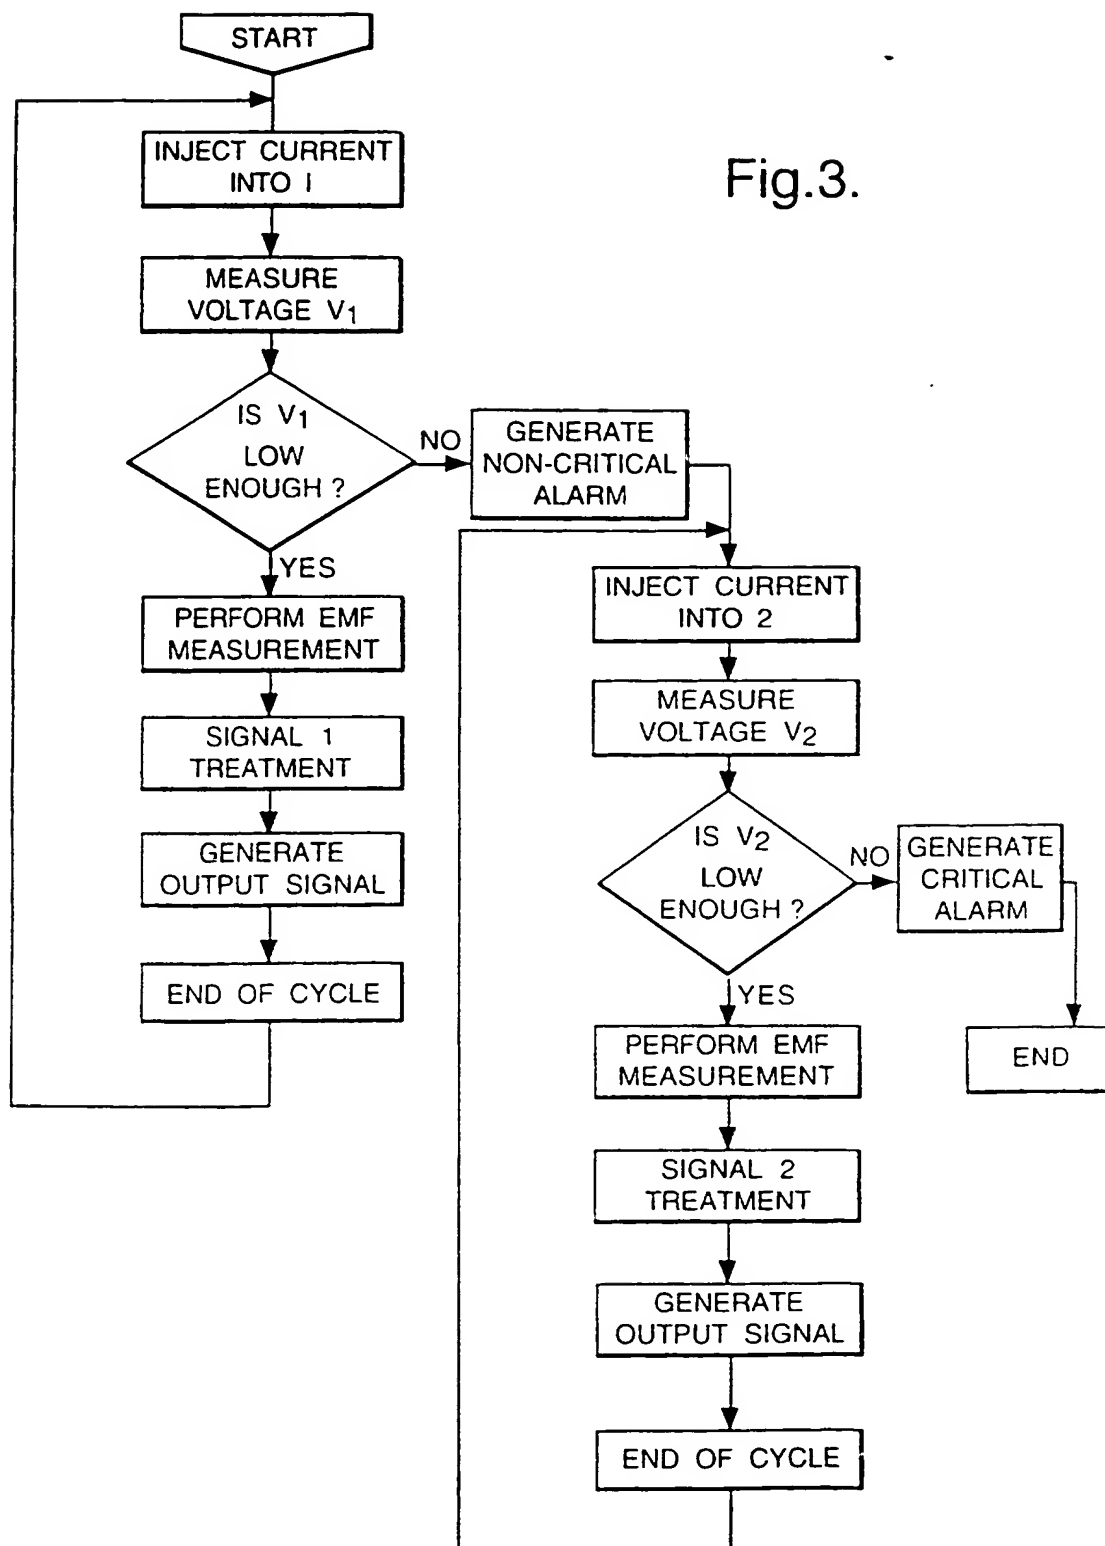 START
INJECT CURRENT
INTO I
Fig.3.
MEASURE
VOLTAGE V1
IS V1
LOW
ENOUGH ?
NO
GENERATE
NON-CRITICAL
ALARM
YES
PERFORM EMF
MEASUREMENT
SIGNAL 1
TREATMENT
GENERATE
OUTPUT SIGNAL
END OF CYCLE
INJECT CURRENT
INTO 2
MEASURE
VOLTAGE V2
IS V2
LOW
ENOUGH ?
NO
GENERATE
CRITICAL
ALARM
END
YES
PERFORM EMF
MEASUREMENT
SIGNAL 2
TREATMENT
GENERATE
OUTPUT SIGNAL
END OF CYCLE